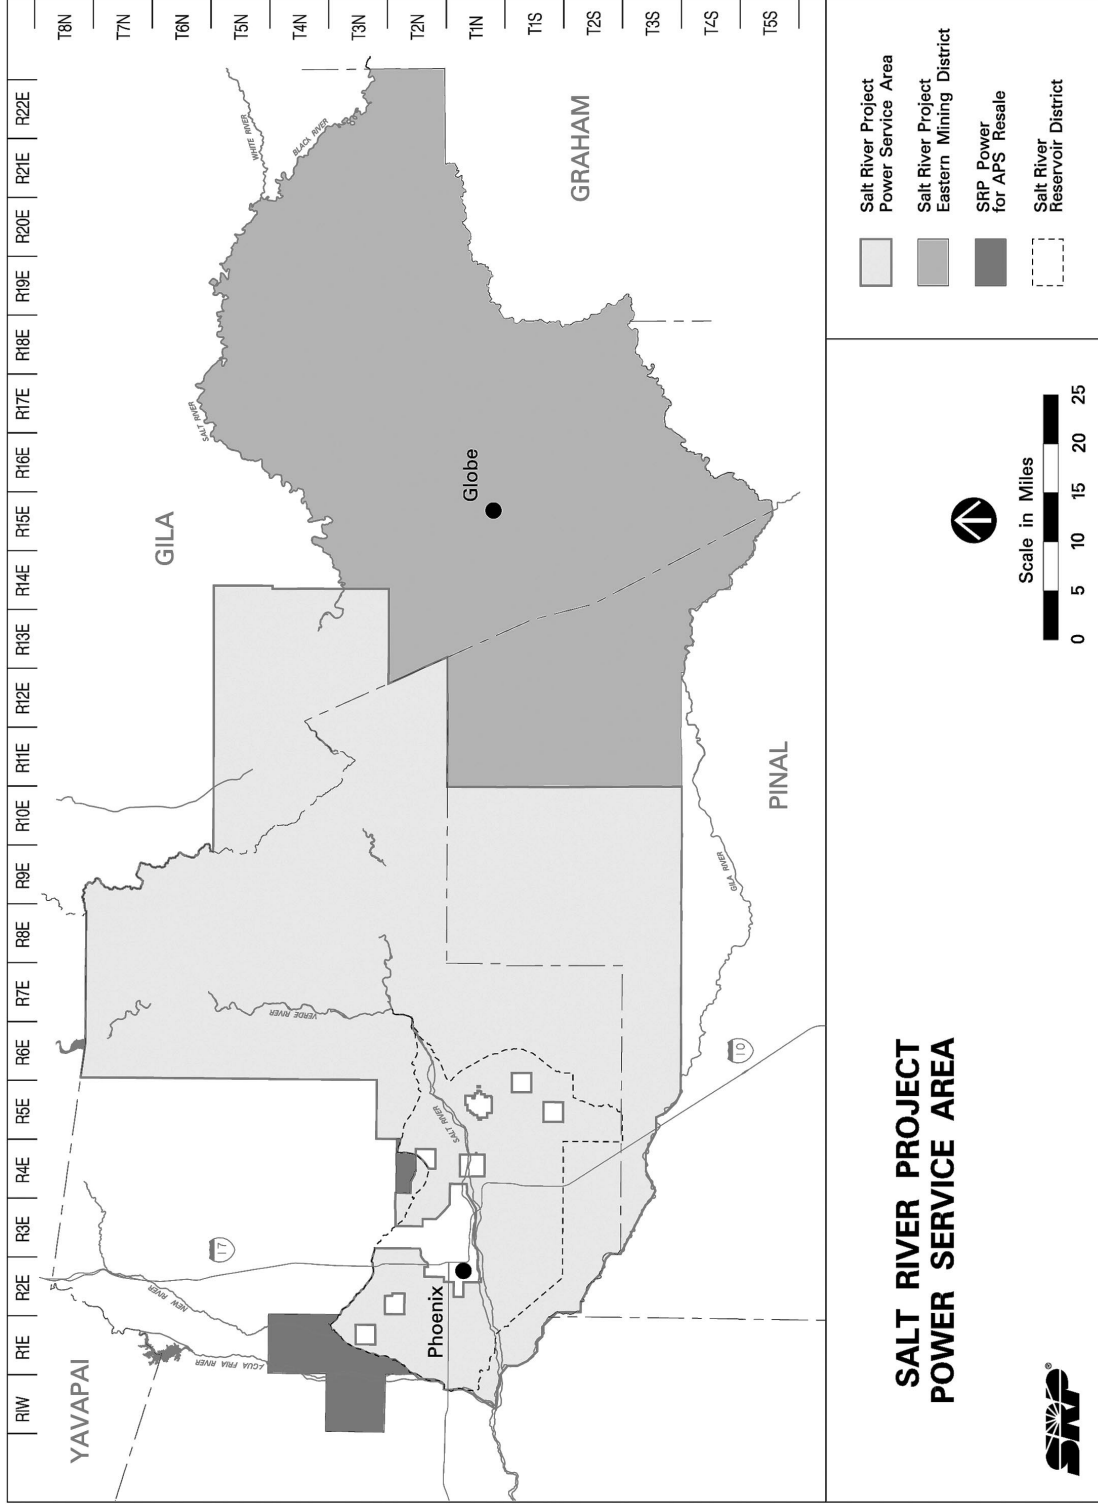 R1W
R1E
R2E
R3E
R4E
R5E
R6E
R7E
R8E
R9E
R10E
R11E
R12E
R13E
R14E
R15E
R16E
R17E
R18E
R19E
R20E
R21E
R22E
T8N
T7N
T6N
T5N
T4N
T3N
T2N
T1N
T1S
T2S
T3S
T4S
T5S
YAVAPAI
GILA
GRAHAM
PINAL
AGUA FRIA RIVER
NEW RIVER
17
VERDE RIVER
SALT RIVER
SALT RIVER
WHITE RIVER
BLACK RIVER
GILA RIVER
10
Phoenix
Globe
SALT RIVER PROJECT
POWER SERVICE AREA
SRP®
Scale in Miles
0 5 10 15 20 25
Salt River Project
Power Service Area
Salt River Project
Eastern Mining District
SRP Power
for APS Resale
Salt River
Reservoir District